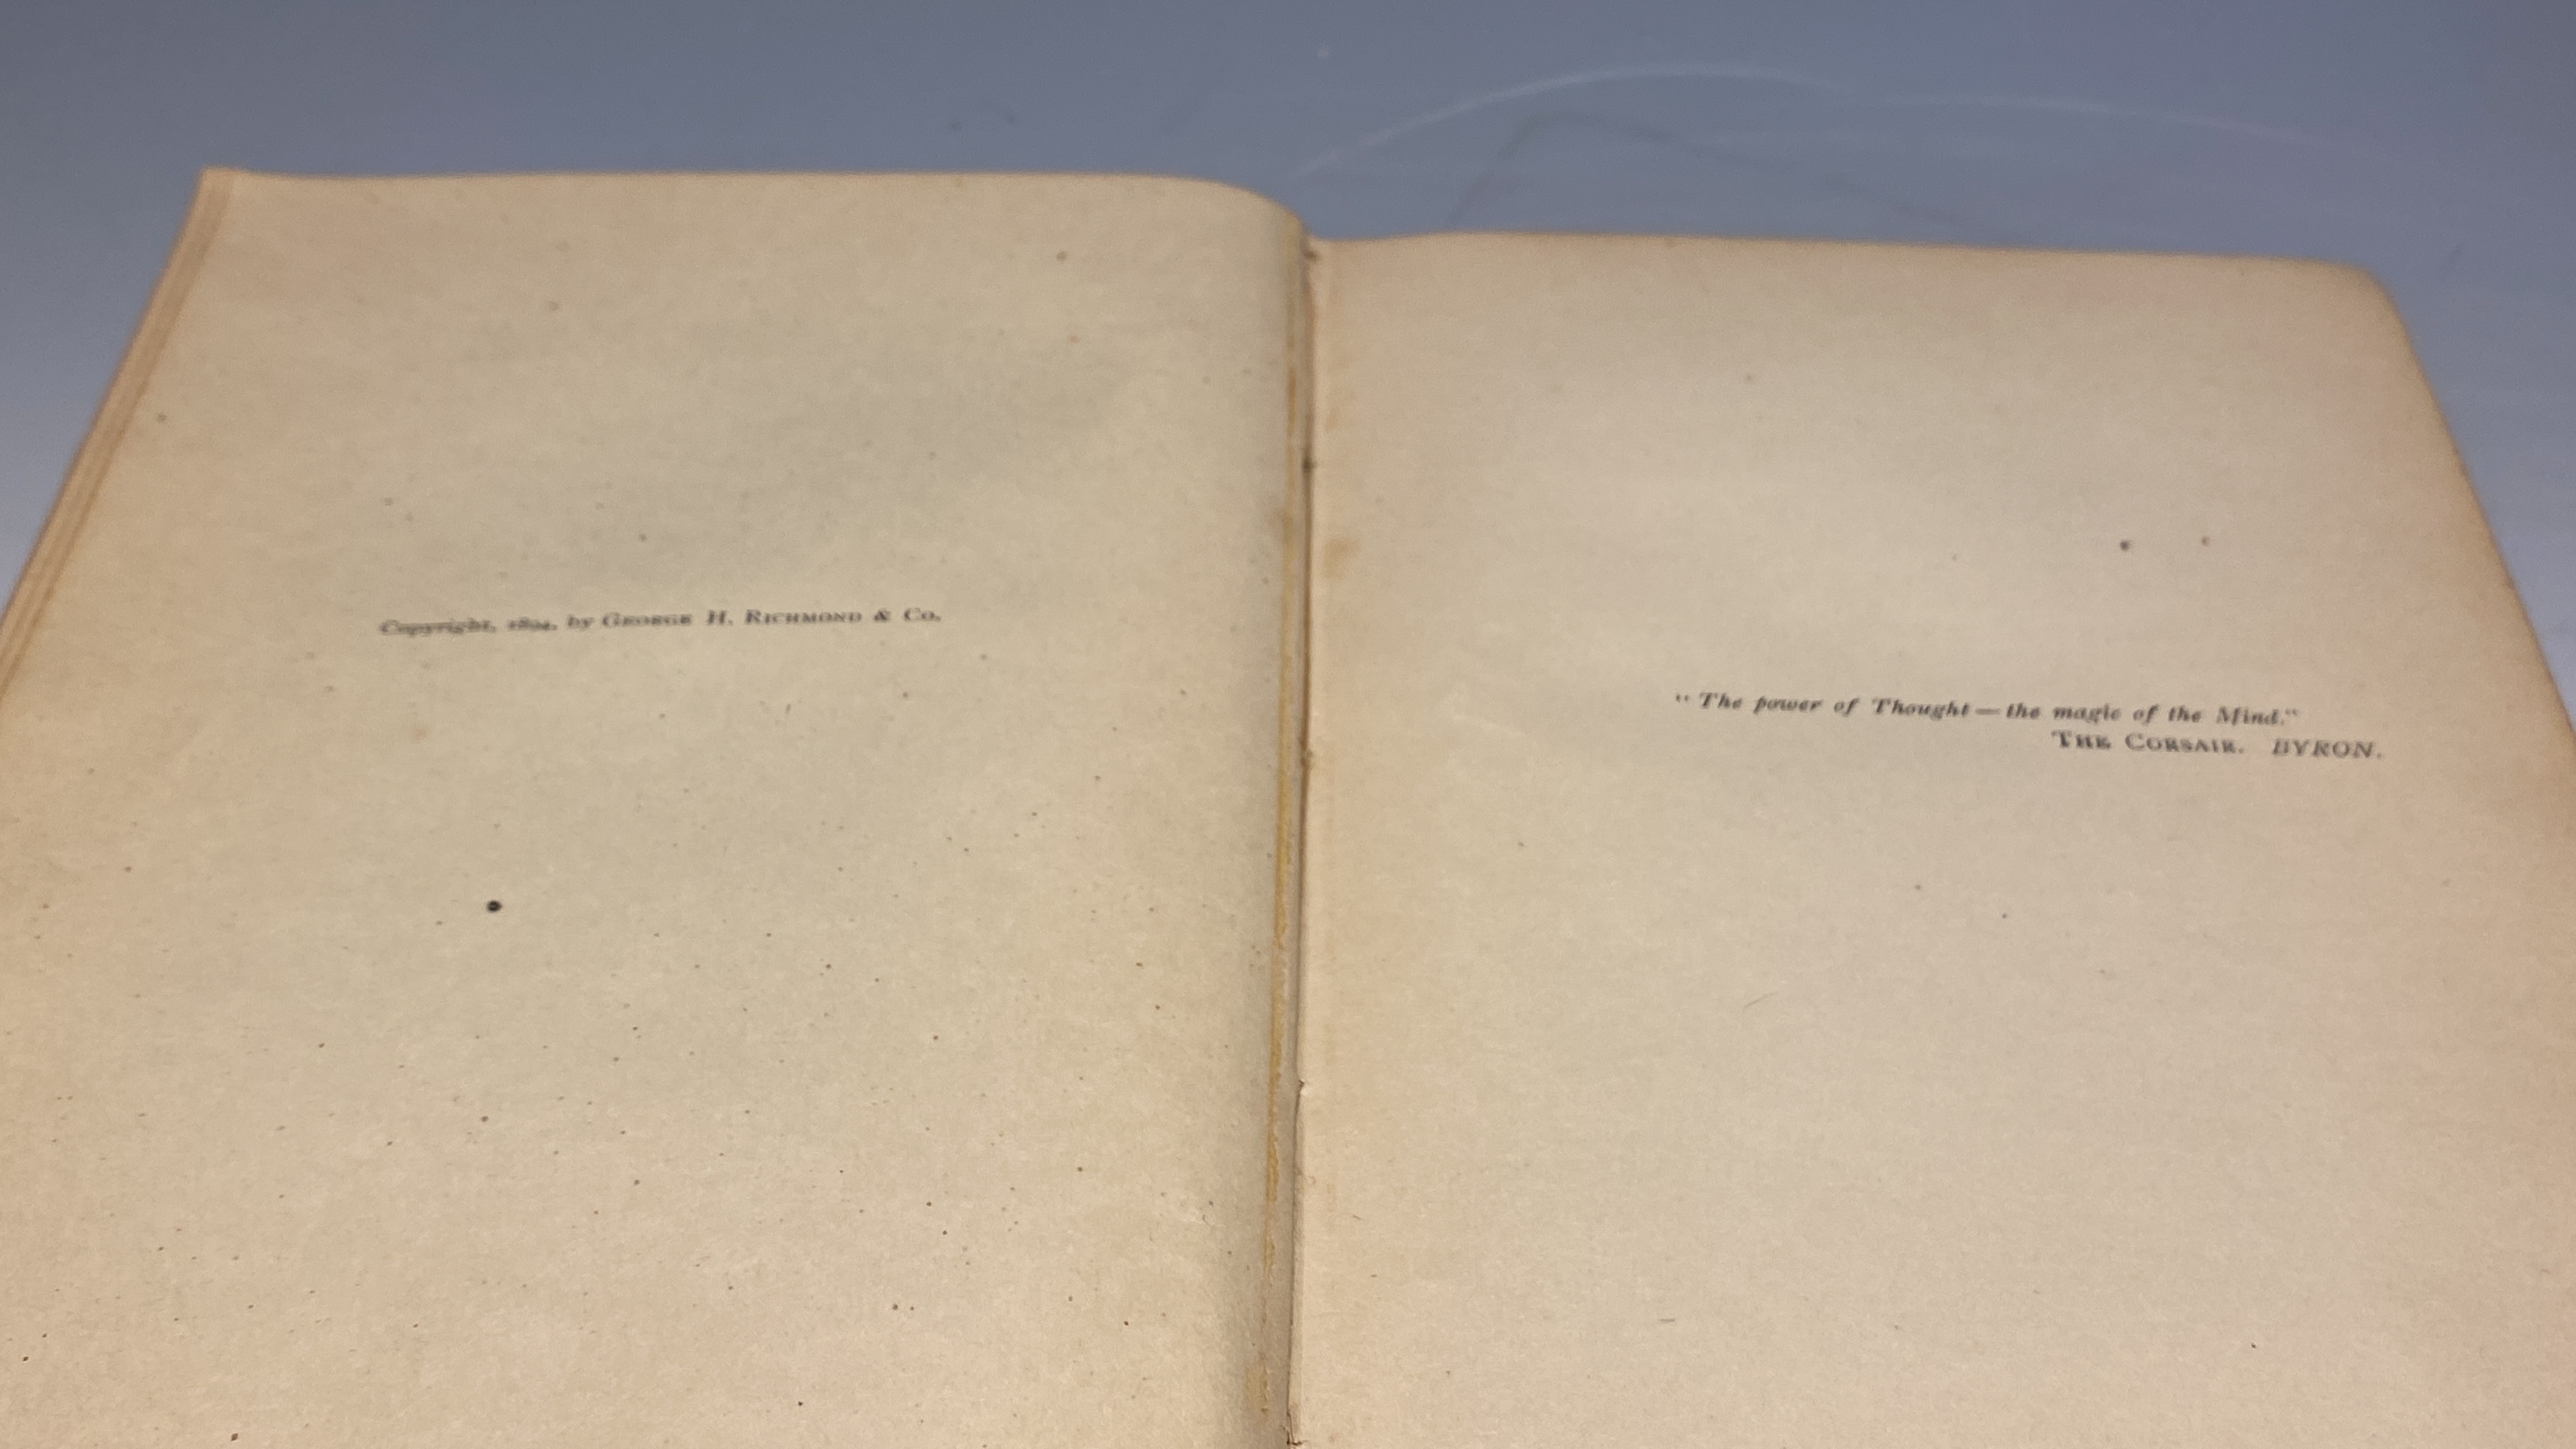 Copyright, 1894, by GEORGE H. RICHMOND & CO.
"The power of Thought—the magic of the Mind."
THE CORSAIR. BYRON.